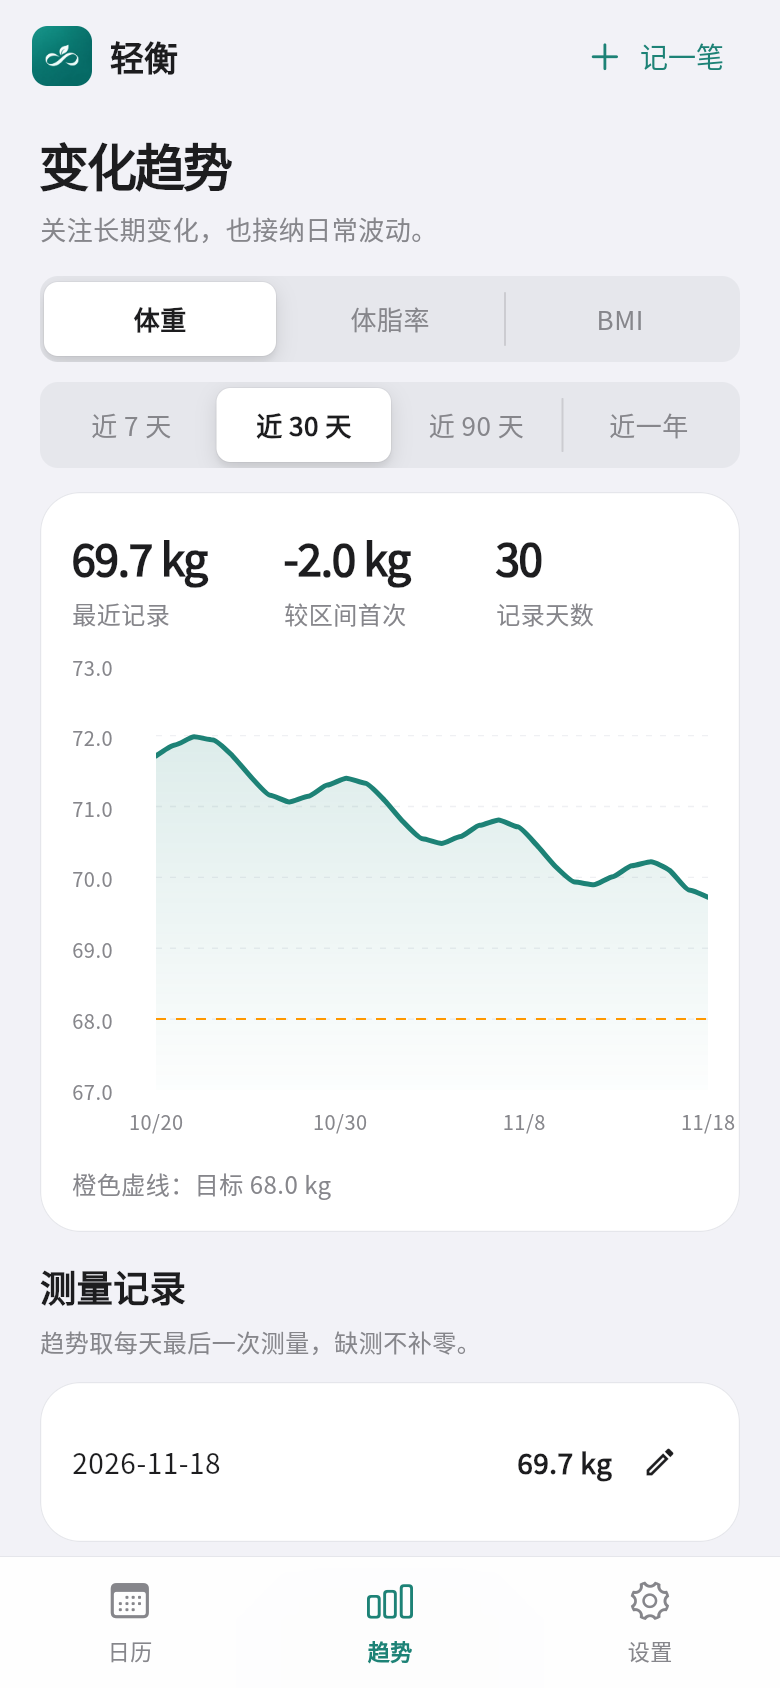 轻衡
记一笔
变化趋势
关注长期变化，也接纳日常波动。
体重 体脂率 BMI
近 7 天 近 30 天 近 90 天 近一年
69.7 kg -2.0 kg 30
最近记录 较区间首次 记录天数
73.0
72.0
71.0
70.0
69.0
68.0
67.0
10/20 10/30 11/8 11/18
橙色虚线：目标 68.0 kg
测量记录
趋势取每天最后一次测量，缺测不补零。
2026-11-18 69.7 kg
日历 趋势 设置